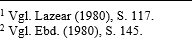 ¹ Vgl. Lazear (1980), S. 117.
² Vgl. Ebd. (1980), S. 145.